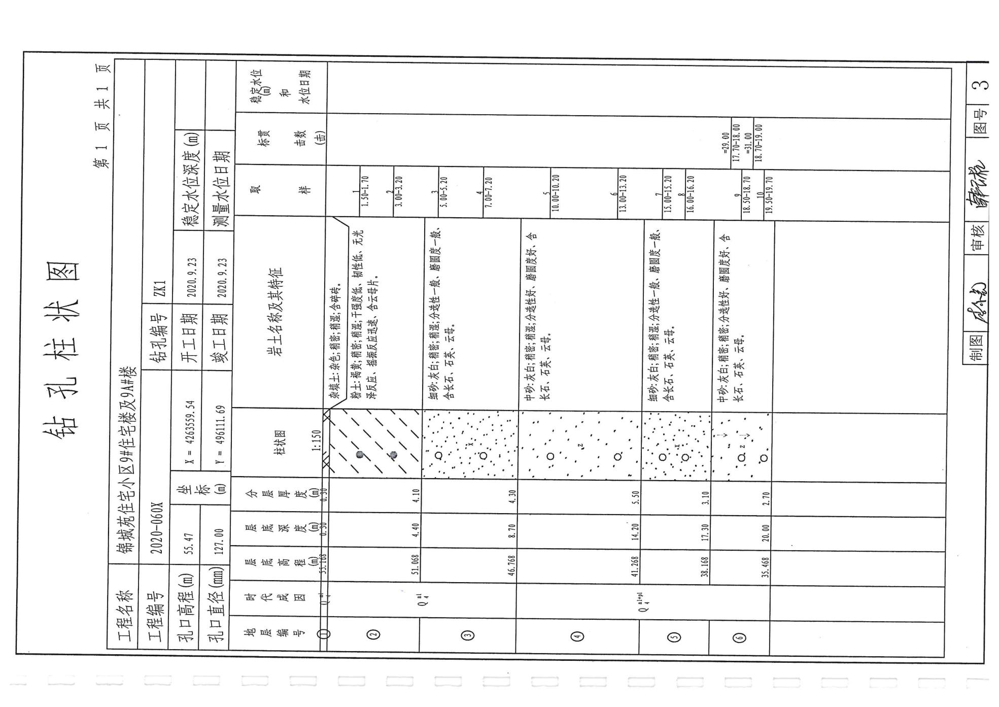 钻孔柱状图
第 1 页 共 1 页
工程名称 锦城苑住宅小区9#住宅楼及9A#楼
工程编号 2020-060X 钻孔编号 ZK1
孔口高程(m) 55.47 坐标(m) X = 4263559.54 开工日期 2020.9.23 稳定水位深度(m)
孔口直径(mm) 127.00 Y = 496111.69 竣工日期 2020.9.23 测量水位日期
地层编号 时代成因 层底高程(m) 层底深度(m) 分层厚度(m) 柱状图 1:150 岩土名称及其特征 取样 标贯击数(击) 稳定水位(m)和水位日期
① Q4ml 55.168 0.30 0.30 杂填土:杂色;稍密;稍湿;含碎砖。
② 51.068 4.10 4.40 粉土:褐黄;稍密;稍湿;干强度低、韧性低、无光
泽反应、摇振反应迅速、含云母片。
1
1.50-1.70
2
3.00-3.20
Q4al
③ 46.768 8.70 4.30 x 细砂:灰白;稍密;稍湿;分选性一般、磨圆度一般、
含长石、石英、云母。
3
5.00-5.20
4
7.00-7.20
④ 41.268 14.20 5.50 z 中砂:灰白;稍密;稍湿;分选性好、磨圆度好、含
长石、石英、云母。
5
10.00-10.20
6
13.00-13.20
Q4al+pl
⑤ 38.168 17.30 3.10 x 细砂:灰白;稍密;稍湿;分选性一般、磨圆度一般、
含长石、石英、云母。
7
15.00-15.20
8
16.00-16.20
⑥ 35.468 20.00 2.70 z 中砂:灰白;稍密;稍密;分选性好、磨圆度好、含
长石、石英、云母。
9
18.50-18.70
10
19.50-19.70
=29.00
17.70-18.00
=31.00
18.70-19.00
制图 审核 图号 3